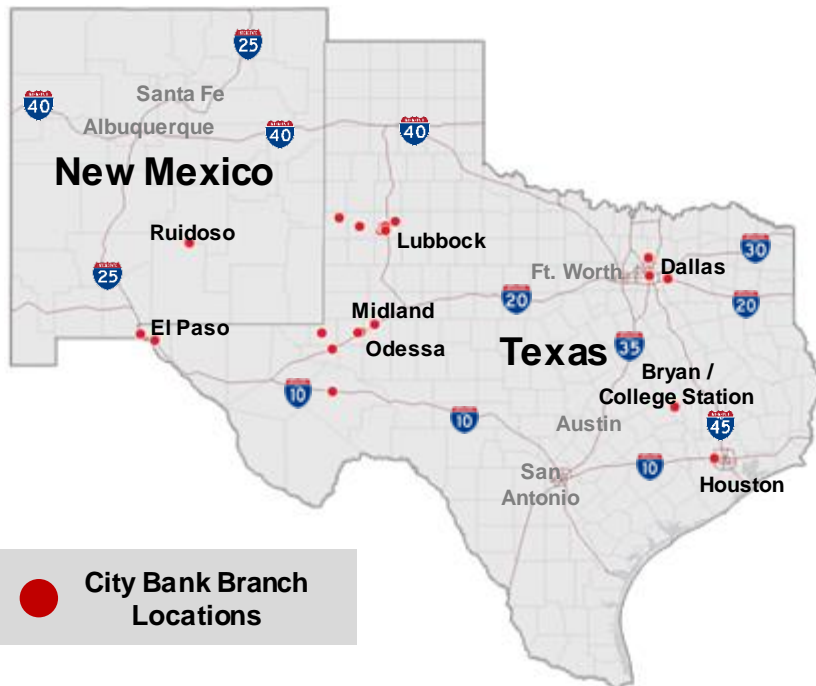 25
Santa Fe
40
Albuquerque
40
40
New Mexico
Ruidoso
Lubbock
30
25
Ft. Worth
Dallas
20
20
Midland
El Paso
Odessa
Texas
35
Bryan /
College Station
10
10
Austin
45
10
San
Antonio
Houston
City Bank Branch
Locations